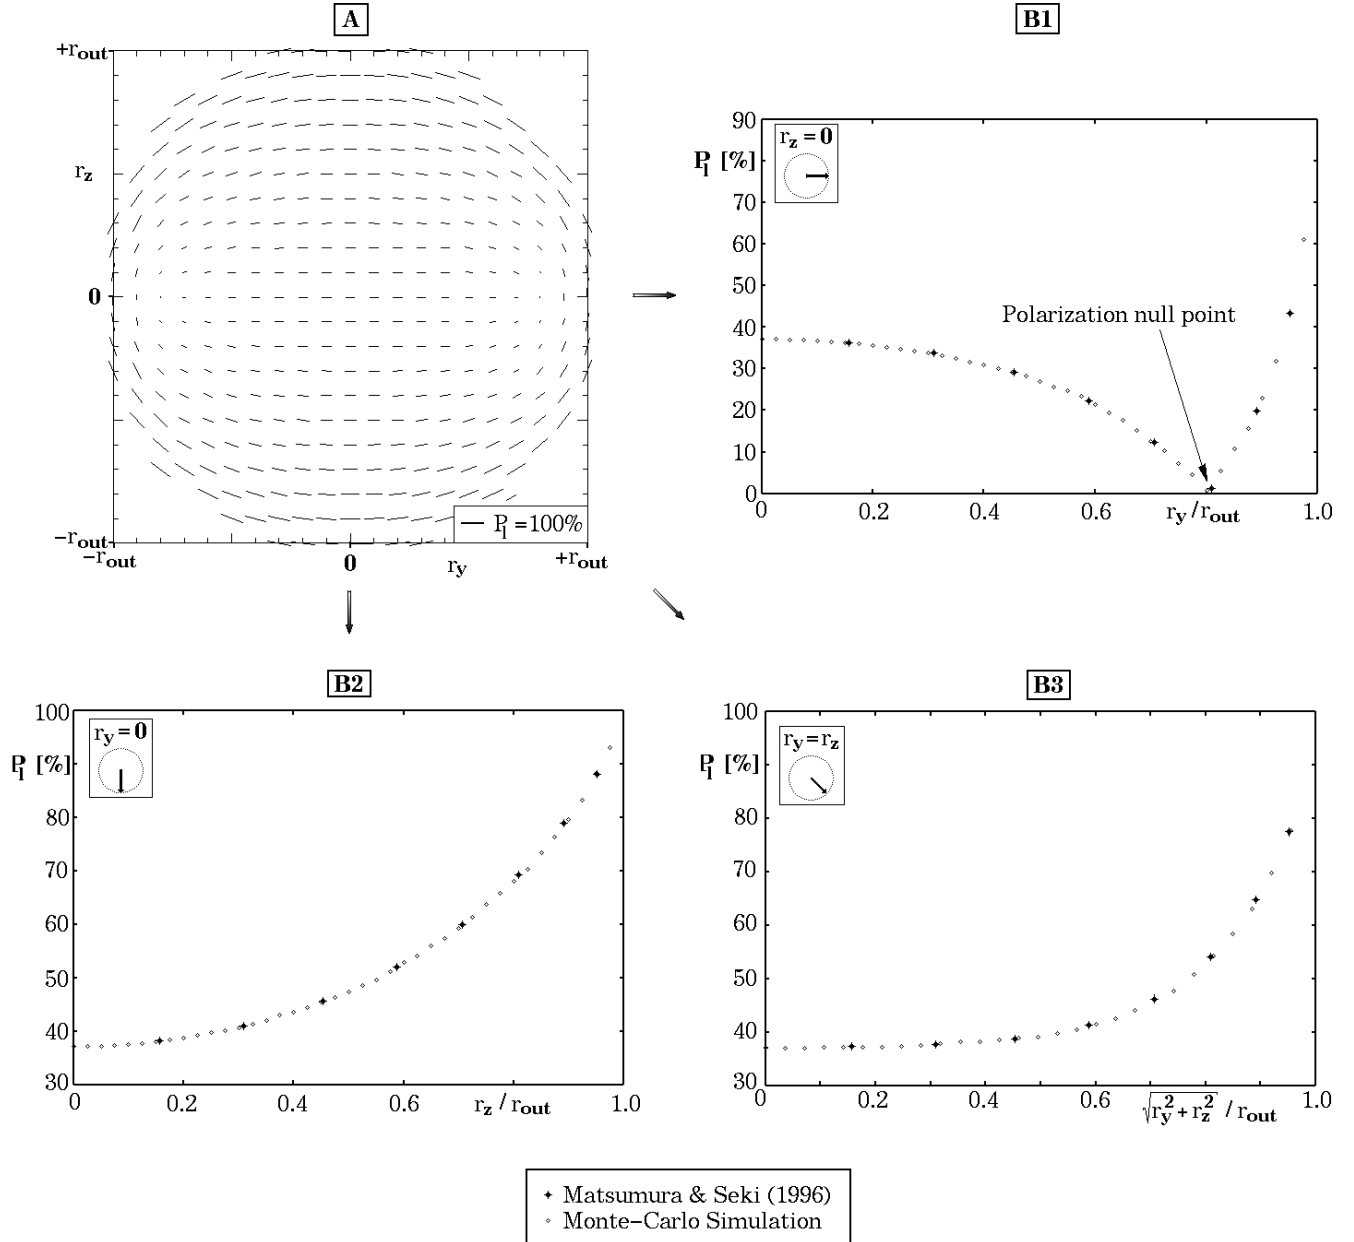 A
+rout
rz
0
−rout
−rout
0
ry
+rout
Pl =100%
B1
rz = 0
90
Pl [%]
70
60
50
40
30
20
10
0
Polarization null point
0
0.2
0.4
0.6
ry / rout
1.0
B2
ry = 0
100
Pl [%]
80
70
60
50
40
30
0
0.2
0.4
rz / rout
0.6
1.0
B3
ry = rz
100
Pl [%]
80
70
60
50
40
30
0
0.2
0.4
0.6
√ry2 + rz2 / rout
1.0
Matsumura & Seki (1996)
Monte−Carlo Simulation